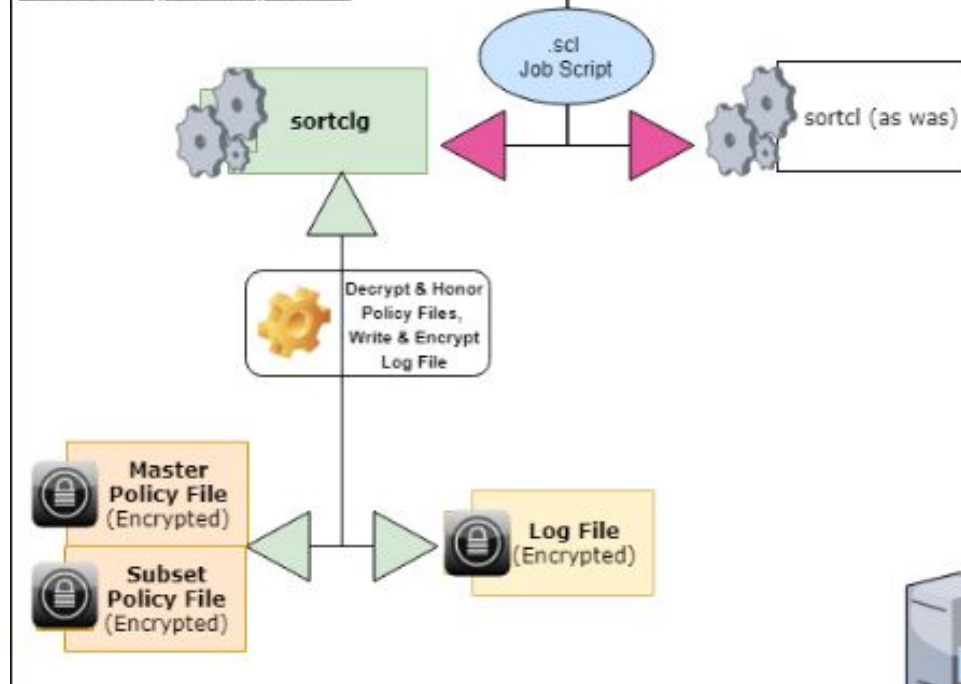 .scl
Job Script
sortclg
sortcl (as was)
Decrypt & Honor
Policy Files,
Write & Encrypt
Log File
Master
Policy File
(Encrypted)
Log File
(Encrypted)
Subset
Policy File
(Encrypted)